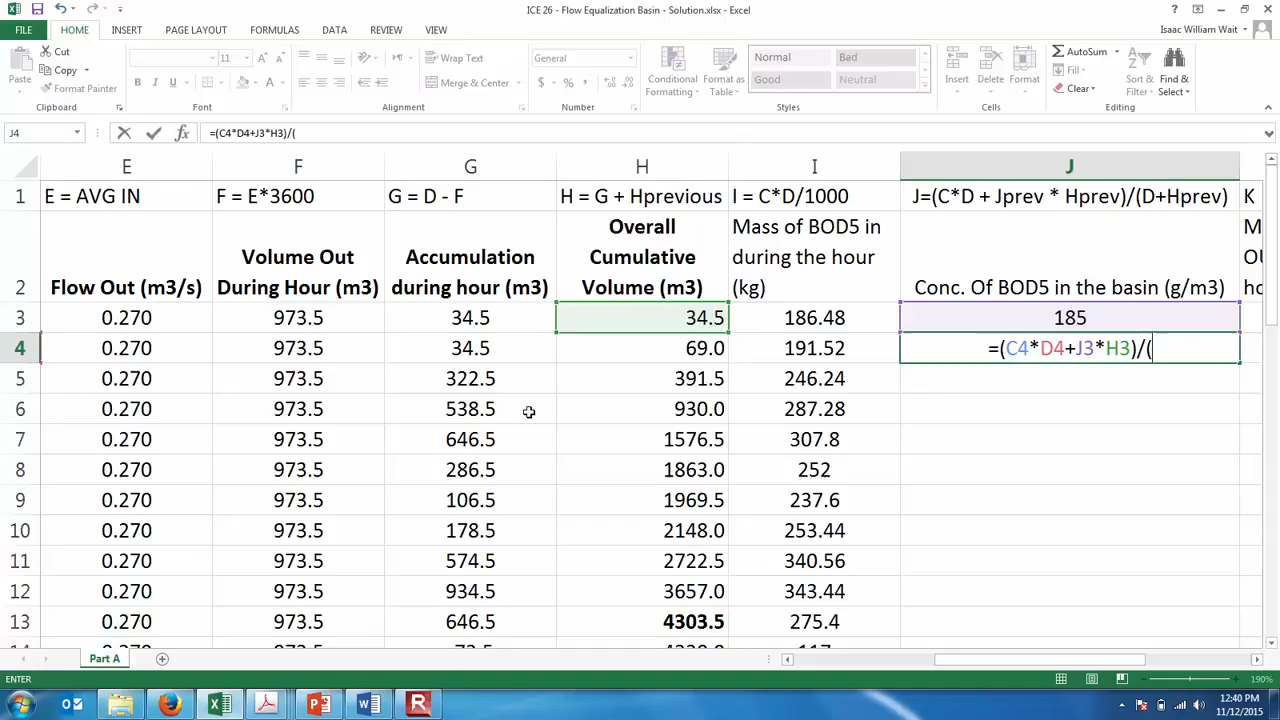 ICE 26 - Flow Equalization Basin - Solution.xlsx - Excel
FILE HOME INSERT PAGE LAYOUT FORMULAS DATA REVIEW VIEW Isaac William Wait
Paste Cut Copy Format Painter
11 B I U A
Wrap Text Merge & Center
General $ % ,
Conditional Formatting Format as Table
Normal Bad Good Neutral
Insert Delete Format
AutoSum Fill Clear Sort & Filter Find & Select
Clipboard Font Alignment Number Styles Cells Editing
J4 fx =(C4*D4+J3*H3)/(
E F G H I J
1 E = AVG IN F = E*3600 G = D - F H = G + Hprevious I = C*D/1000 J=(C*D + Jprev * Hprev)/(D+Hprev) K
2 Flow Out (m3/s) Volume Out During Hour (m3) Accumulation during hour (m3) Overall Cumulative Volume (m3) Mass of BOD5 in during the hour (kg) Conc. Of BOD5 in the basin (g/m3)
3 0.270 973.5 34.5 34.5 186.48 185
4 0.270 973.5 34.5 69.0 191.52 =(C4*D4+J3*H3)/(
5 0.270 973.5 322.5 391.5 246.24
6 0.270 973.5 538.5 930.0 287.28
7 0.270 973.5 646.5 1576.5 307.8
8 0.270 973.5 286.5 1863.0 252
9 0.270 973.5 106.5 1969.5 237.6
10 0.270 973.5 178.5 2148.0 253.44
11 0.270 973.5 574.5 2722.5 340.56
12 0.270 973.5 934.5 3657.0 343.44
13 0.270 973.5 646.5 4303.5 275.4
Part A
ENTER 190%
12:40 PM
11/12/2015